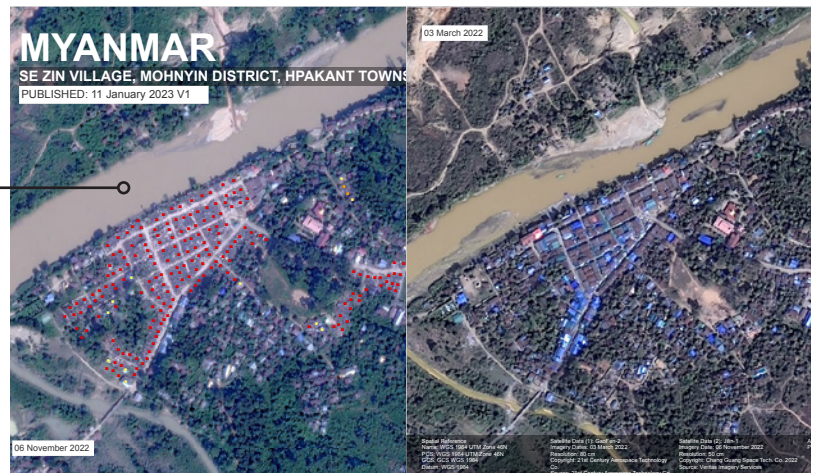 MYANMAR
SE ZIN VILLAGE, MOHNYIN DISTRICT, HPAKANT TOWNS
PUBLISHED: 11 January 2023 V1
03 March 2022
06 November 2022
Spatial Reference
Name: WGS 1984 UTM Zone 46N
PCS: WGS 1984 UTM Zone 46N
GCS: GCS WGS 1984
Datum: WGS 1984
Satellite Data (1): GaoFen-2
Imagery Dates: 03 March 2022
Resolution: 80 cm
Copyright: 21st Century Aerospace Technology
Co.
Satellite Data (2): Jilin-1
Imagery Date: 06 November 2022
Resolution: 50 cm
Copyright: Chang Guang Space Tech. Co. 2022
Source: Veritas Imagery Services